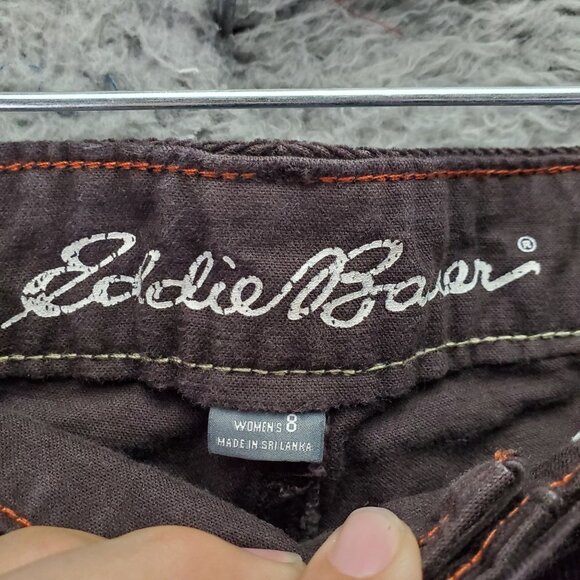 Eddie Bauer®
WOMEN'S 8
MADE IN SRI LANKA